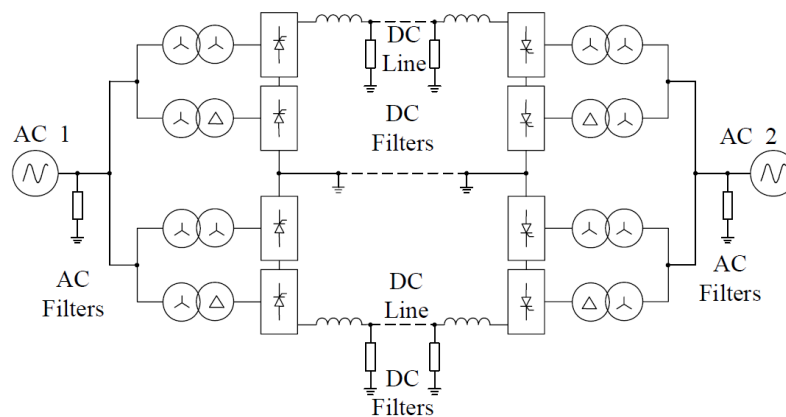 DC
Line
DC
Filters
AC 1
AC 2
AC
Filters
DC
Line
AC
Filters
DC
Filters